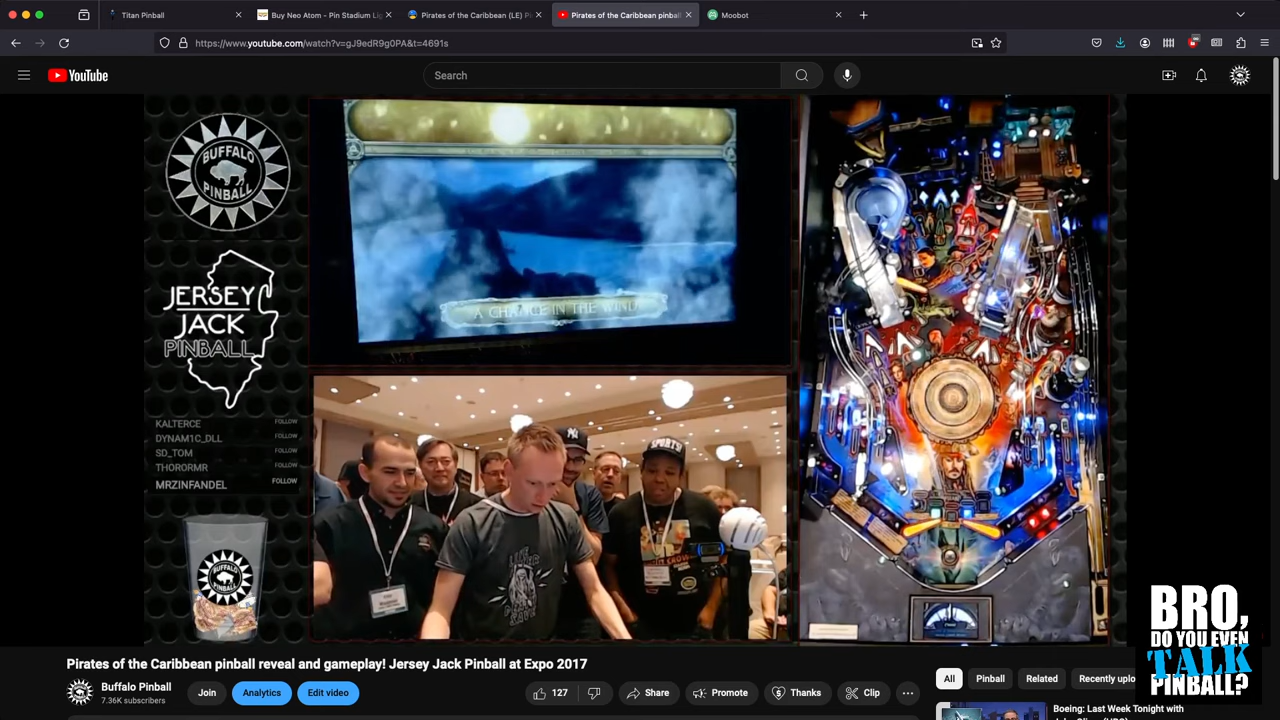 Titan Pinball
Buy Neo Atom - Pin Stadium Li
Pirates of the Caribbean (LE) Pi
Pirates of the Caribbean pinball
Moobot
https://www.youtube.com/watch?v=gJ9edR9g0PA&t=4691s
YouTube
Search
BUFFALO
PINBALL
JERSEY
JACK
PINBALL
KALTERCE FOLLOW
DYNAM1C_DLL FOLLOW
SD_TOM FOLLOW
THORORMR FOLLOW
MRZINFANDEL FOLLOW
BUFFALO
PINBALL
A CHANCE IN THE WIND
SPORTS!
BRO,
DO YOU EVEN
TALK
PINBALL?
Pirates of the Caribbean pinball reveal and gameplay! Jersey Jack Pinball at Expo 2017
Buffalo Pinball
7.36K subscribers
Join
Analytics
Edit video
127
Share
Promote
Thanks
Clip
All
Pinball
Related
Recently uplo
Boeing: Last Week Tonight with